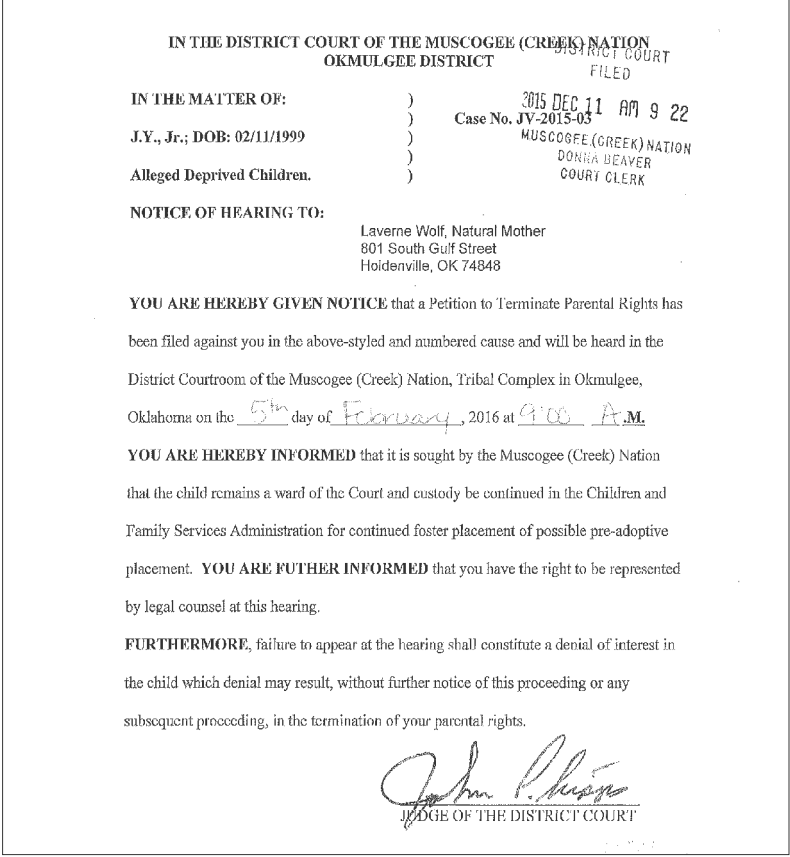 IN THE DISTRICT COURT OF THE MUSCOGEE (CREEK) NATION
OKMULGEE DISTRICT
DISTRICT COURT
FILED
2015 DEC 11 AM 9 22
MUSCOGEE (CREEK) NATION
DONNA BEAVER
COURT CLERK
IN THE MATTER OF: )
) Case No. JV-2015-03
J.Y., Jr.; DOB: 02/11/1999 )
)
Alleged Deprived Children. )
NOTICE OF HEARING TO:
Laverne Wolf, Natural Mother
801 South Gulf Street
Holdenville, OK 74848
YOU ARE HEREBY GIVEN NOTICE that a Petition to Terminate Parental Rights has
been filed against you in the above-styled and numbered cause and will be heard in the
District Courtroom of the Muscogee (Creek) Nation, Tribal Complex in Okmulgee,
Oklahoma on the 5th day of February, 2016 at 9:00 A.M.
YOU ARE HEREBY INFORMED that it is sought by the Muscogee (Creek) Nation
that the child remains a ward of the Court and custody be continued in the Children and
Family Services Administration for continued foster placement of possible pre-adoptive
placement. YOU ARE FUTHER INFORMED that you have the right to be represented
by legal counsel at this hearing.
FURTHERMORE, failure to appear at the hearing shall constitute a denial of interest in
the child which denial may result, without further notice of this proceeding or any
subsequent proceeding, in the termination of your parental rights.
JUDGE OF THE DISTRICT COURT